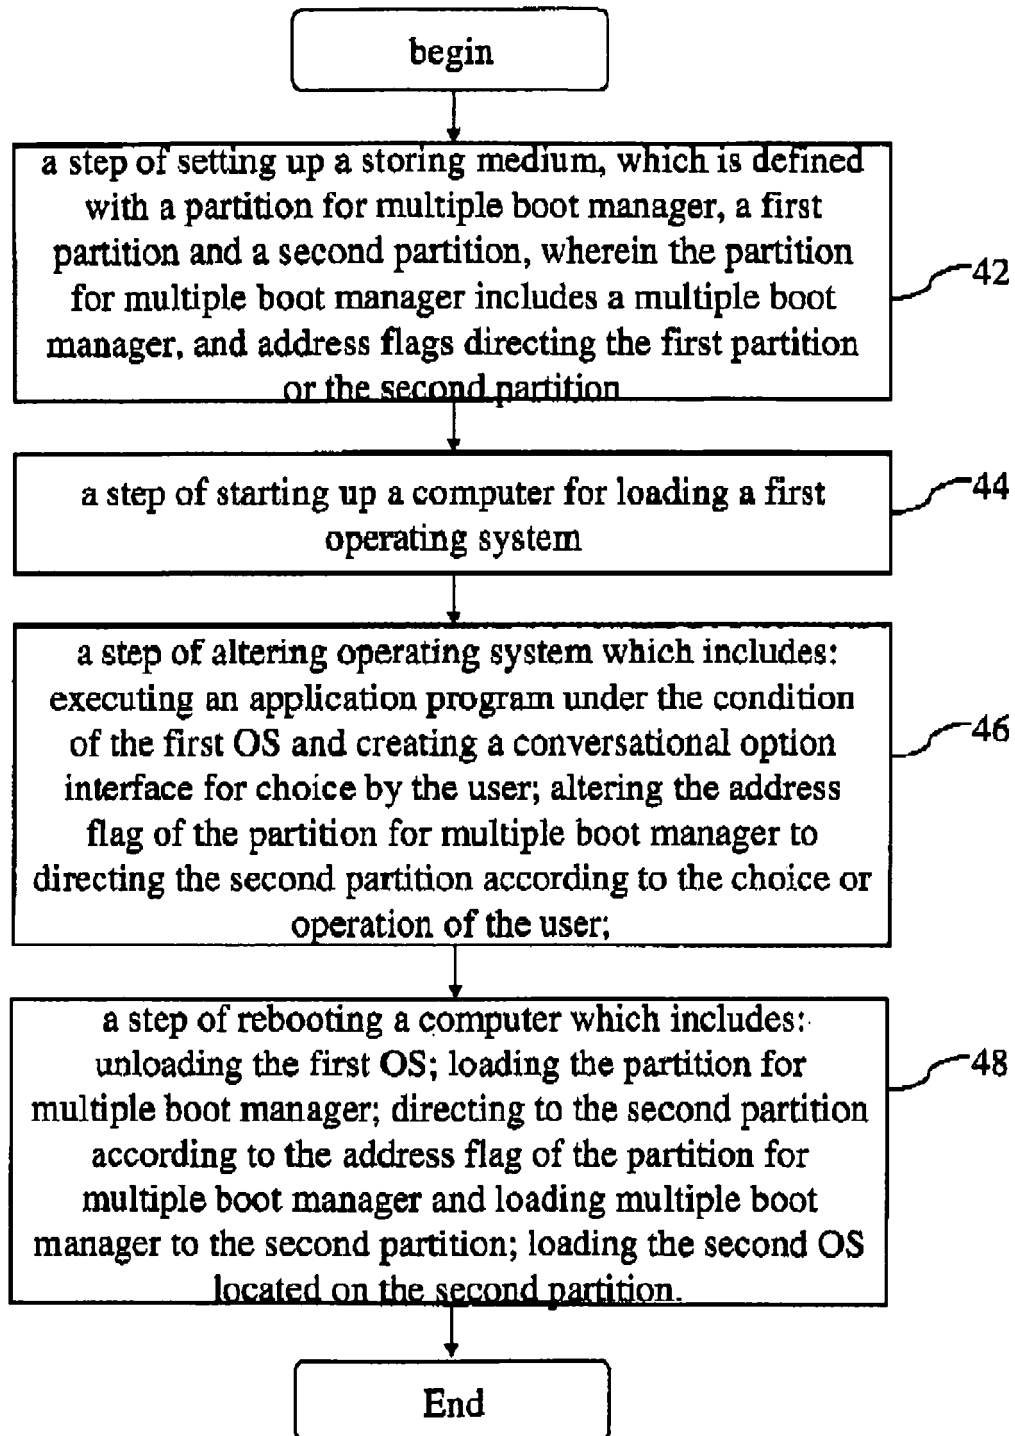 begin
a step of setting up a storing medium, which is defined
with a partition for multiple boot manager, a first
partition and a second partition, wherein the partition
for multiple boot manager includes a multiple boot
manager, and address flags directing the first partition
or the second partition
42
a step of starting up a computer for loading a first
operating system
44
a step of altering operating system which includes:
executing an application program under the condition
of the first OS and creating a conversational option
interface for choice by the user; altering the address
flag of the partition for multiple boot manager to
directing the second partition according to the choice or
operation of the user;
46
a step of rebooting a computer which includes:
unloading the first OS; loading the partition for
multiple boot manager; directing to the second partition
according to the address flag of the partition for
multiple boot manager and loading multiple boot
manager to the second partition; loading the second OS
located on the second partition.
48
End